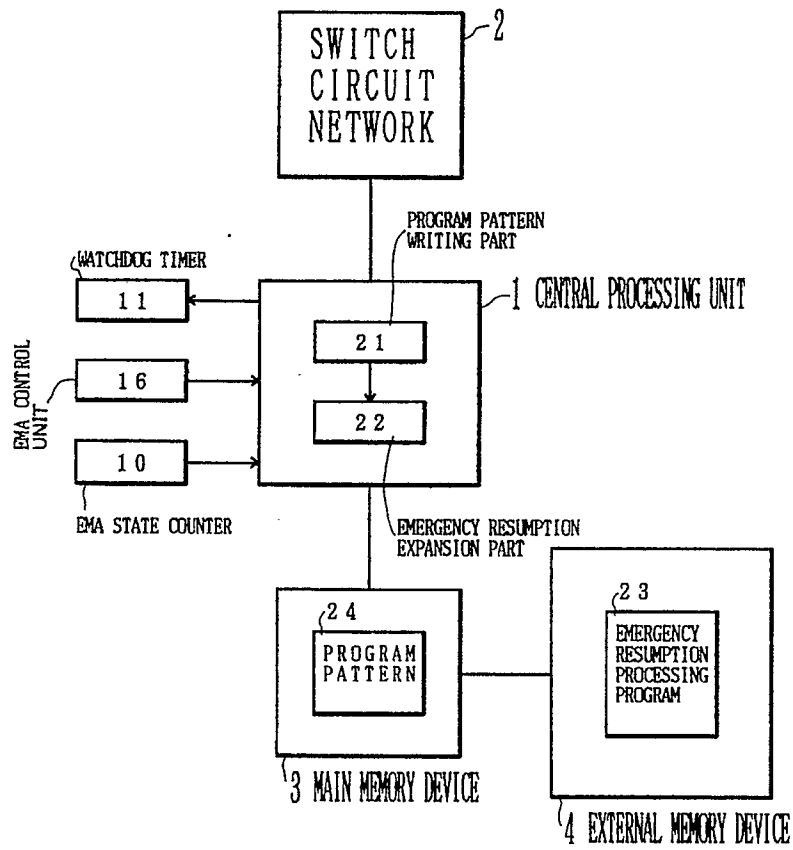 2
SWITCH
CIRCUIT
NETWORK
PROGRAM PATTERN
WRITING PART
WATCHDOG TIMER
11
1 CENTRAL PROCESSING UNIT
21
EMA CONTROL
UNIT
16
22
10
EMA STATE COUNTER
EMERGENCY RESUMPTION
EXPANSION PART
24
PROGRAM
PATTERN
23
EMERGENCY
RESUMPTION
PROCESSING
PROGRAM
3 MAIN MEMORY DEVICE
4 EXTERNAL MEMORY DEVICE